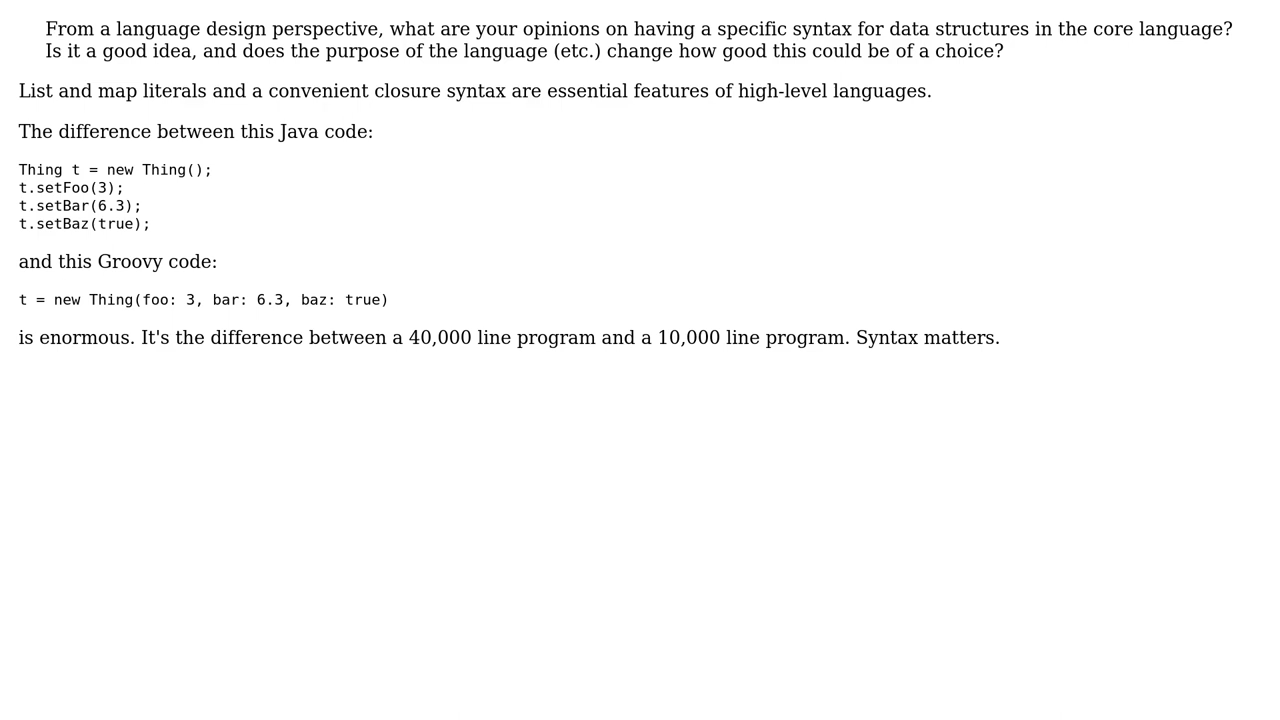 From a language design perspective, what are your opinions on having a specific syntax for data structures in the core language?
Is it a good idea, and does the purpose of the language (etc.) change how good this could be of a choice?
List and map literals and a convenient closure syntax are essential features of high-level languages.
The difference between this Java code:
Thing t = new Thing();
t.setFoo(3);
t.setBar(6.3);
t.setBaz(true);
and this Groovy code:
t = new Thing(foo: 3, bar: 6.3, baz: true)
is enormous. It's the difference between a 40,000 line program and a 10,000 line program. Syntax matters.